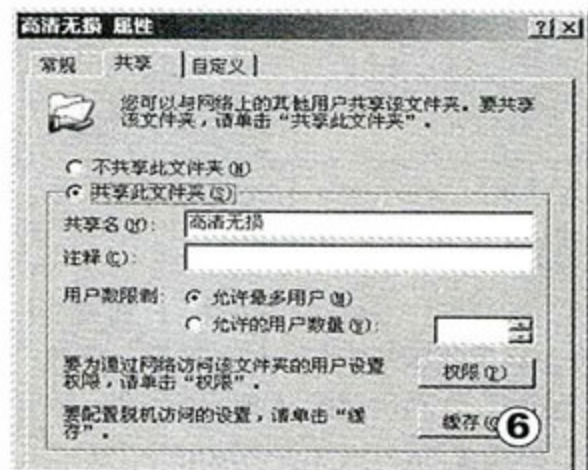 高清无损 属性
常规 共享 自定义
您可以与网络上的其他用户共享该文件夹。要共享
该文件夹，请单击“共享此文件夹”。
不共享此文件夹(N)
共享此文件夹(S)
共享名(N): 高清无损
注释(C):
用户数限制: 允许最多用户(M)
允许的用户数量(W):
要为通过网络访问该文件夹的用户设置
权限，请单击“权限”。
权限(P)
要配置脱机访问的设置，请单击“缓
存”。
缓存(
6